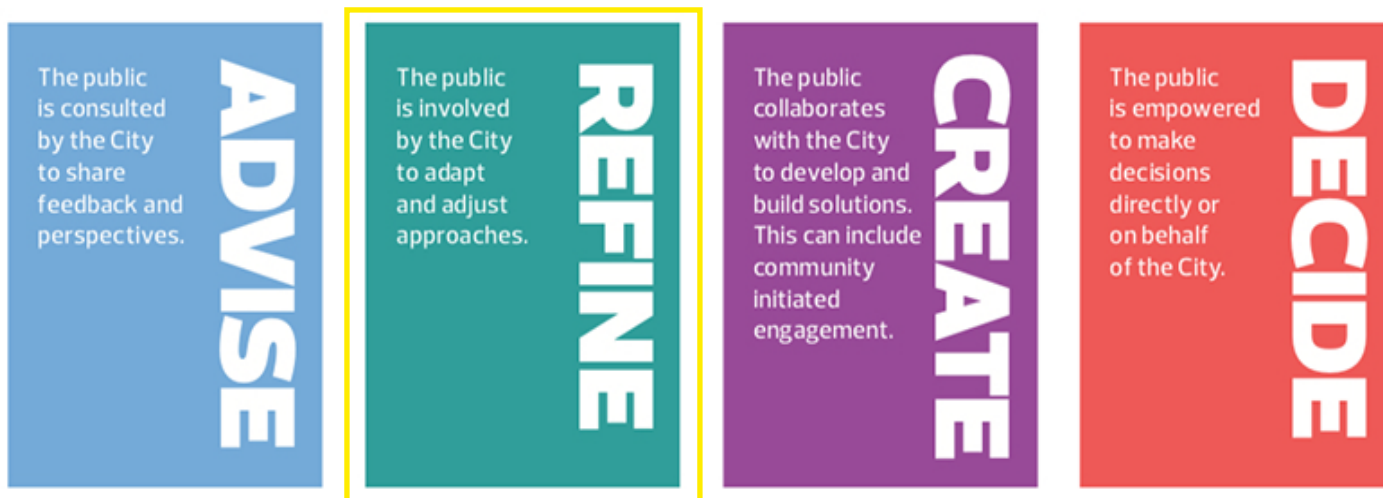 The public
is consulted
by the City
to share
feedback and
perspectives.
ADVISE
The public
is involved
by the City
to adapt
and adjust
approaches.
REFINE
The public
collaborates
with the City
to develop and
build solutions.
This can include
community
initiated
engagement.
CREATE
The public
is empowered
to make
decisions
directly or
on behalf
of the City.
DECIDE